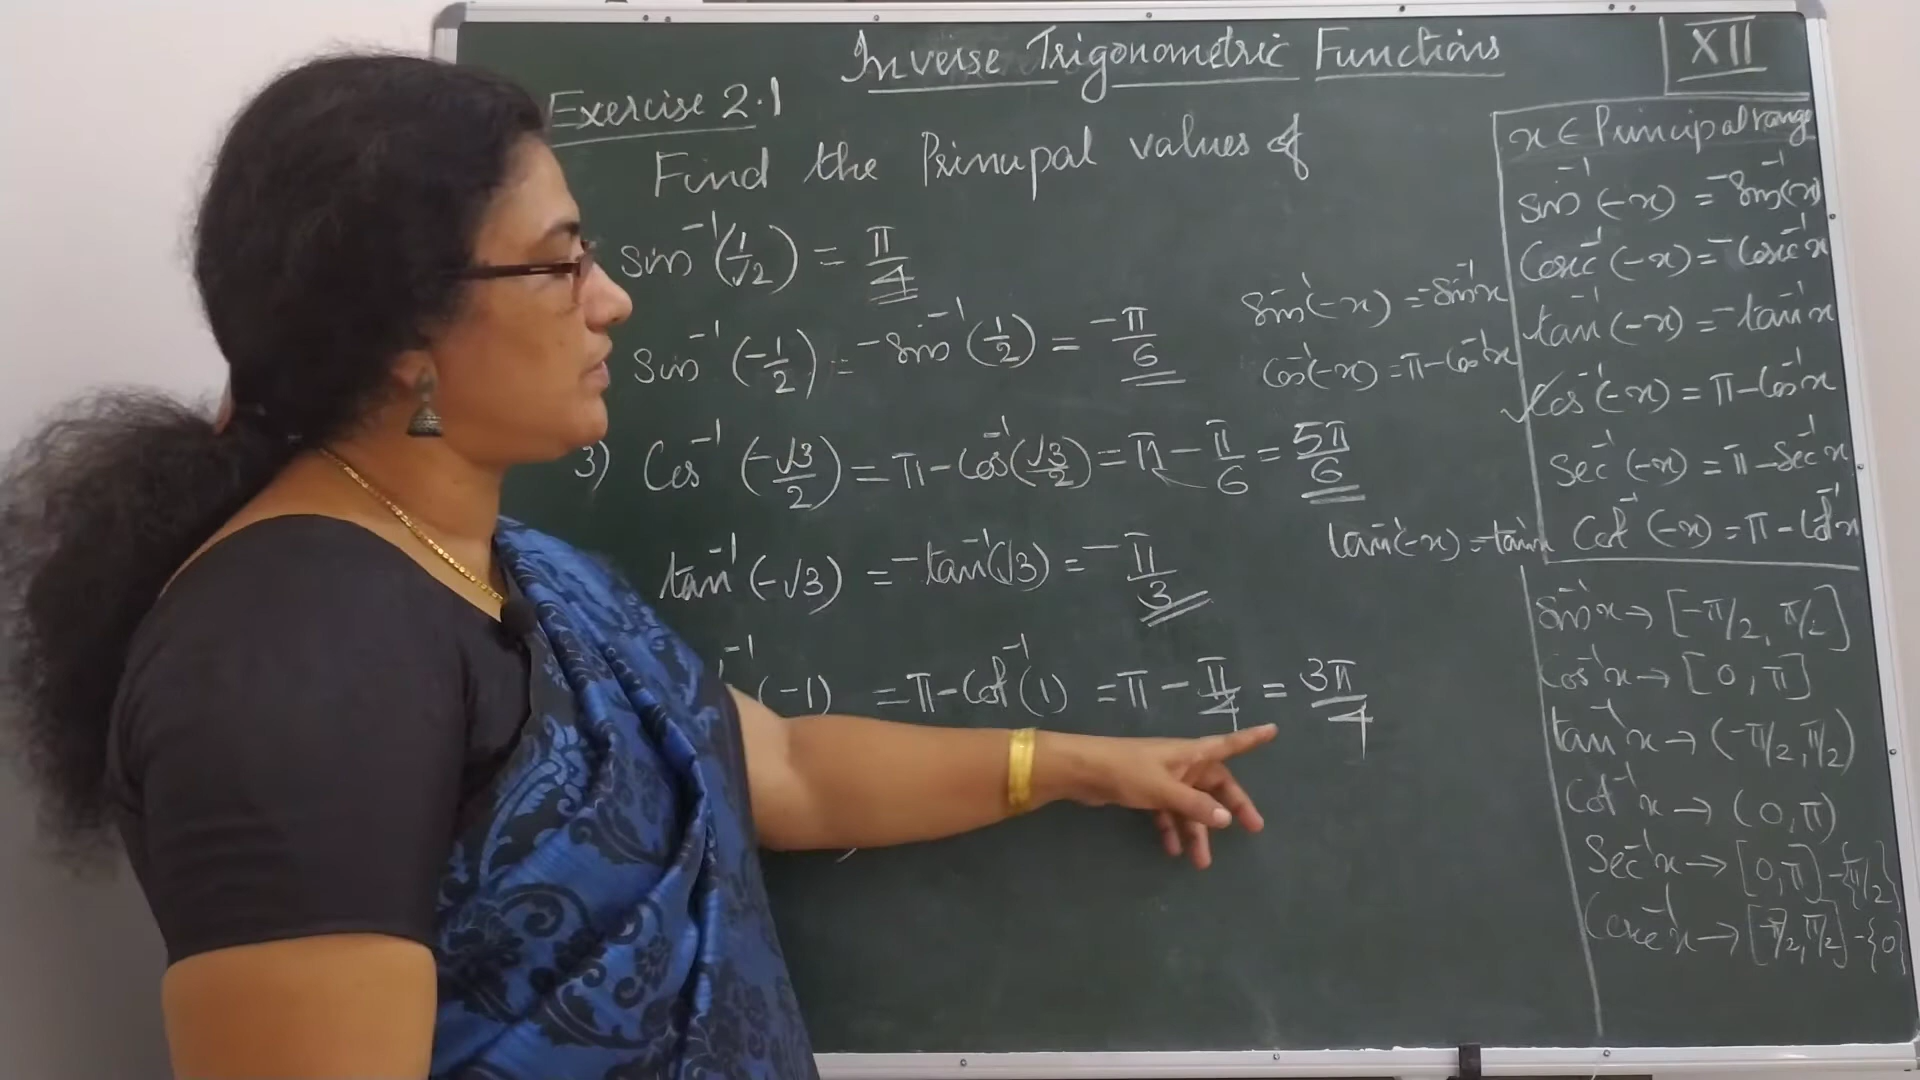 Inverse Trigonometric Functions
XII
Exercise 2.1
Find the Principal values of
sin⁻¹(1/√2) = π/4
sin⁻¹(-1/2) = -sin⁻¹(1/2) = -π/6
3) Cos⁻¹(-√3/2) = π - cos⁻¹(√3/2) = π - π/6 = 5π/6
tan⁻¹(-√3) = -tan⁻¹(√3) = -π/3
⁻¹(-1) = π - Cot⁻¹(1) = π - π/4 = 3π/4
sin⁻¹(-x) = -sin⁻¹x
cos⁻¹(-x) = π - cos⁻¹x
tan⁻¹(-x) = -tan⁻¹x
x ∈ Principal range
sin⁻¹(-x) = -sin⁻¹(x)
Cosec⁻¹(-x) = -Cosec⁻¹x
tan⁻¹(-x) = -tan⁻¹x
✓Cos⁻¹(-x) = π - Cos⁻¹x
Sec⁻¹(-x) = π - Sec⁻¹x
Cot⁻¹(-x) = π - Cot⁻¹x
sin⁻¹x → [-π/2, π/2]
Cos⁻¹x → [0, π]
tan⁻¹x → (-π/2, π/2)
Cot⁻¹x → (0, π)
Sec⁻¹x → [0, π] - {π/2}
Cosec⁻¹x → [-π/2, π/2] - {0}